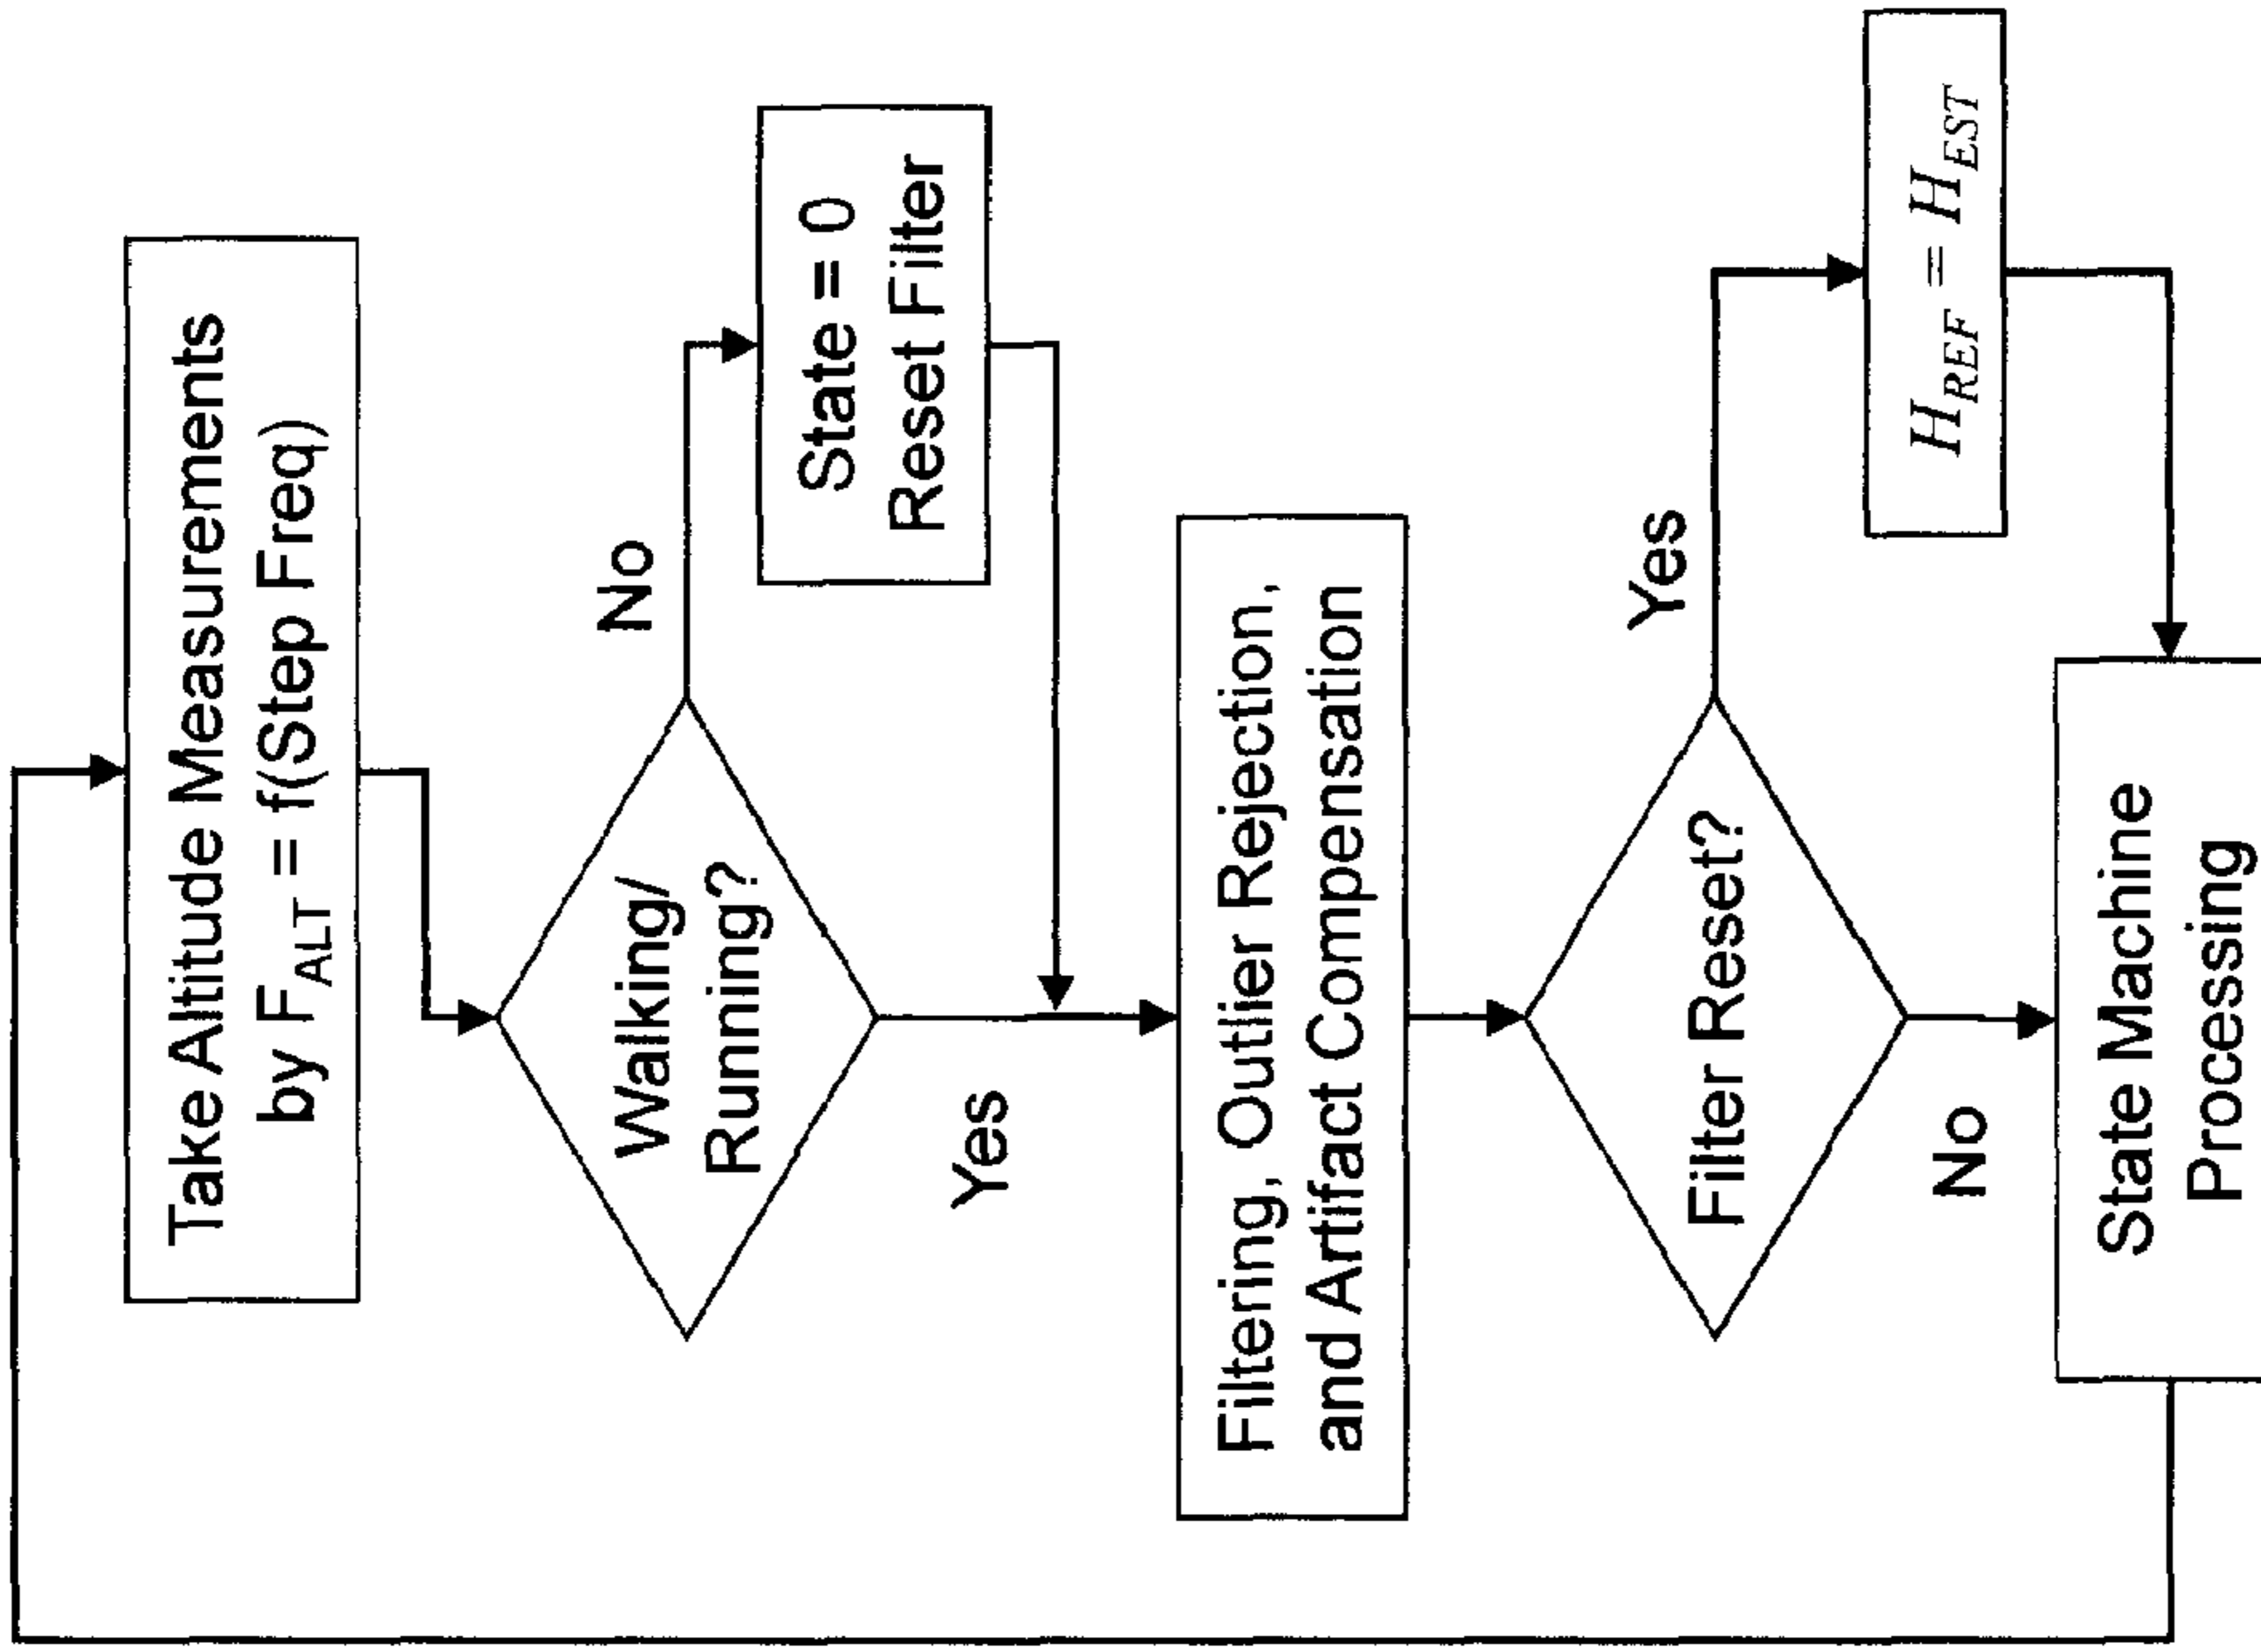 Take Altitude Measurements
by F_ALT = f(Step Freq)
Walking/
Running?
No
State = 0
Reset Filter
Yes
Filtering, Outlier Rejection,
and Artifact Compensation
Filter Reset?
Yes
H_REF = H_EST
No
State Machine
Processing